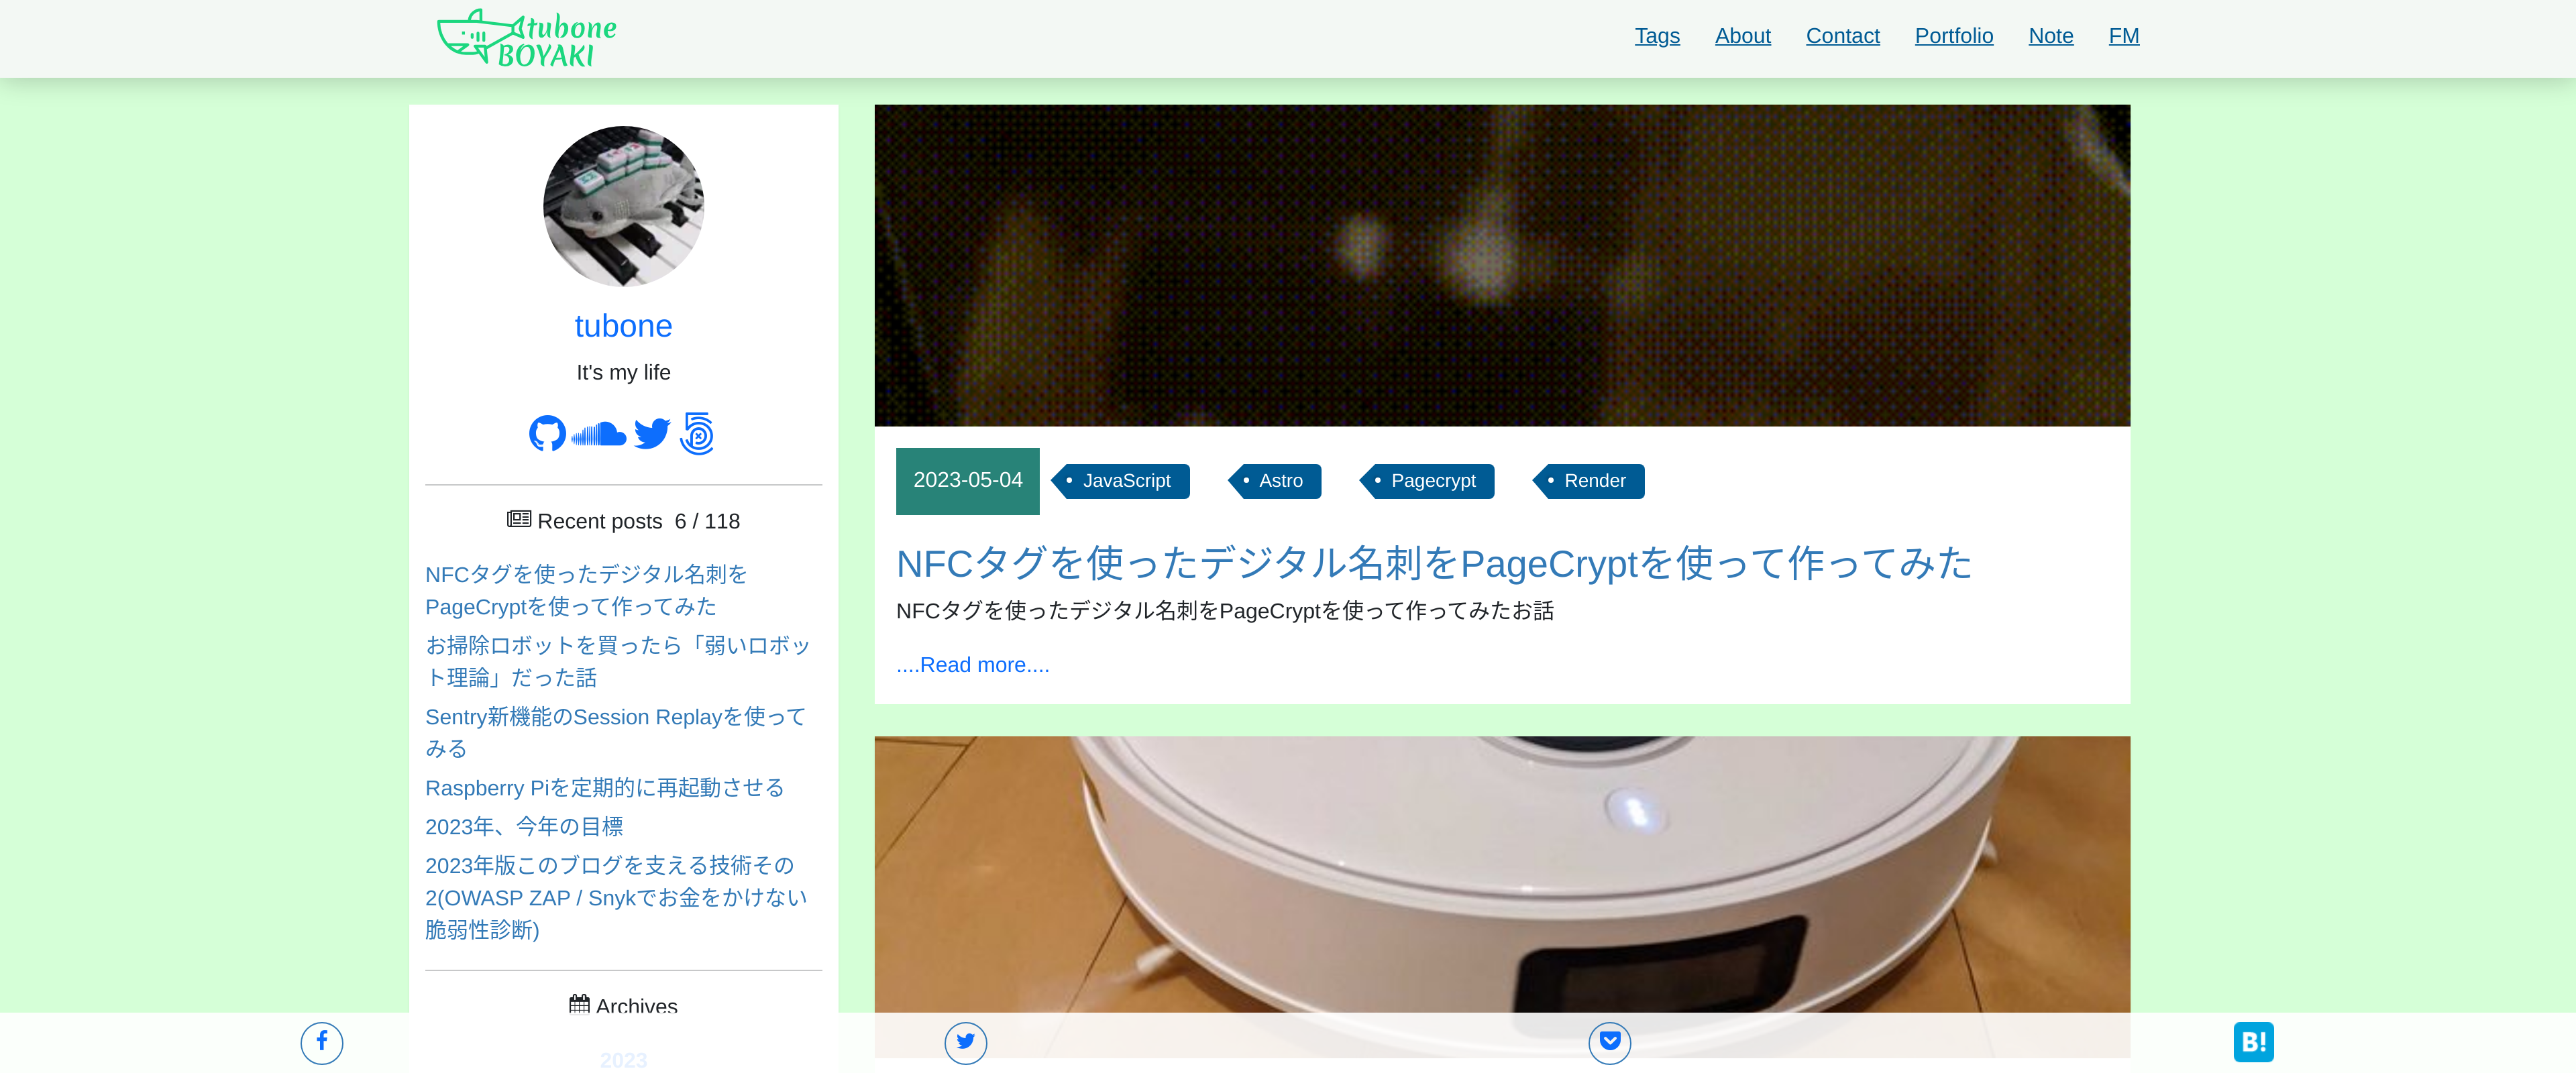 tubone
BOYAKI
Tags About Contact Portfolio Note FM
tubone
It's my life
Recent posts 6 / 118
NFCタグを使ったデジタル名刺を
PageCryptを使って作ってみた
お掃除ロボットを買ったら「弱いロボッ
ト理論」だった話
Sentry新機能のSession Replayを使って
みる
Raspberry Piを定期的に再起動させる
2023年、今年の目標
2023年版このブログを支える技術その
2(OWASP ZAP / Snykでお金をかけない
脆弱性診断)
Archives
2023
2023-05-04 JavaScript Astro Pagecrypt Render
NFCタグを使ったデジタル名刺をPageCryptを使って作ってみた
NFCタグを使ったデジタル名刺をPageCryptを使って作ってみたお話
....Read more....
B!